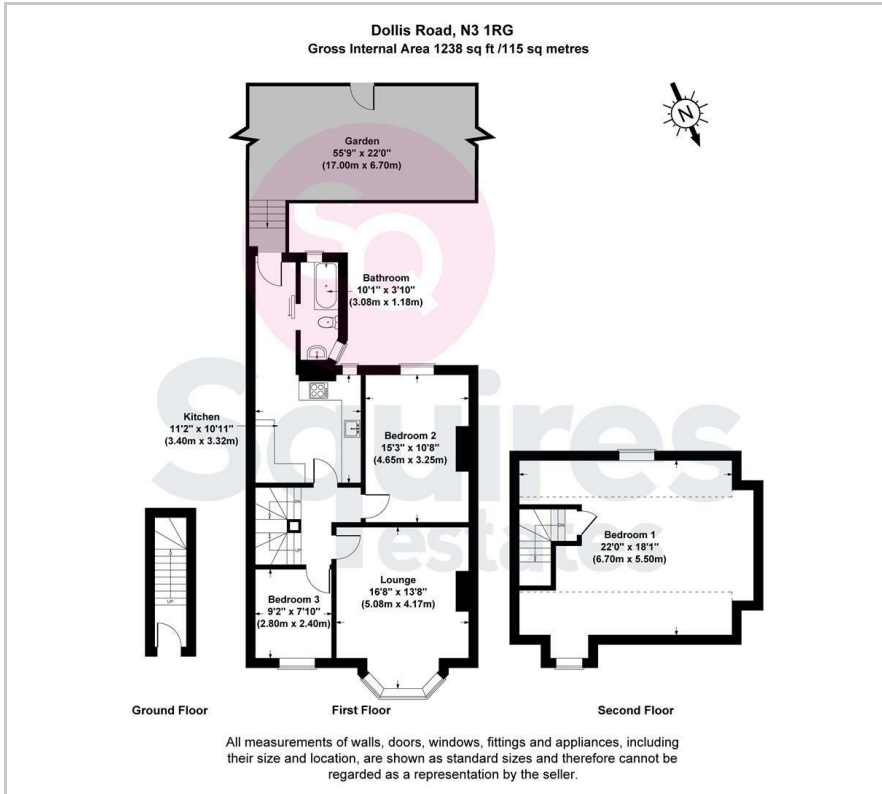 Dollis Road, N3 1RG
Gross Internal Area 1238 sq ft /115 sq metres
N
Garden
55'9" x 22'0"
(17.00m x 6.70m)
SQ
Bathroom
10'1" x 3'10"
(3.08m x 1.18m)
Kitchen
11'2" x 10'11"
(3.40m x 3.32m)
Bedroom 2
15'3" x 10'8"
(4.65m x 3.25m)
Squires
estates
DN
UP
Bedroom 1
22'0" x 18'1"
(6.70m x 5.50m)
DN
Lounge
16'8" x 13'8"
(5.08m x 4.17m)
Bedroom 3
9'2" x 7'10"
(2.80m x 2.40m)
UP
Ground Floor
First Floor
Second Floor
All measurements of walls, doors, windows, fittings and appliances, including
their size and location, are shown as standard sizes and therefore cannot be
regarded as a representation by the seller.